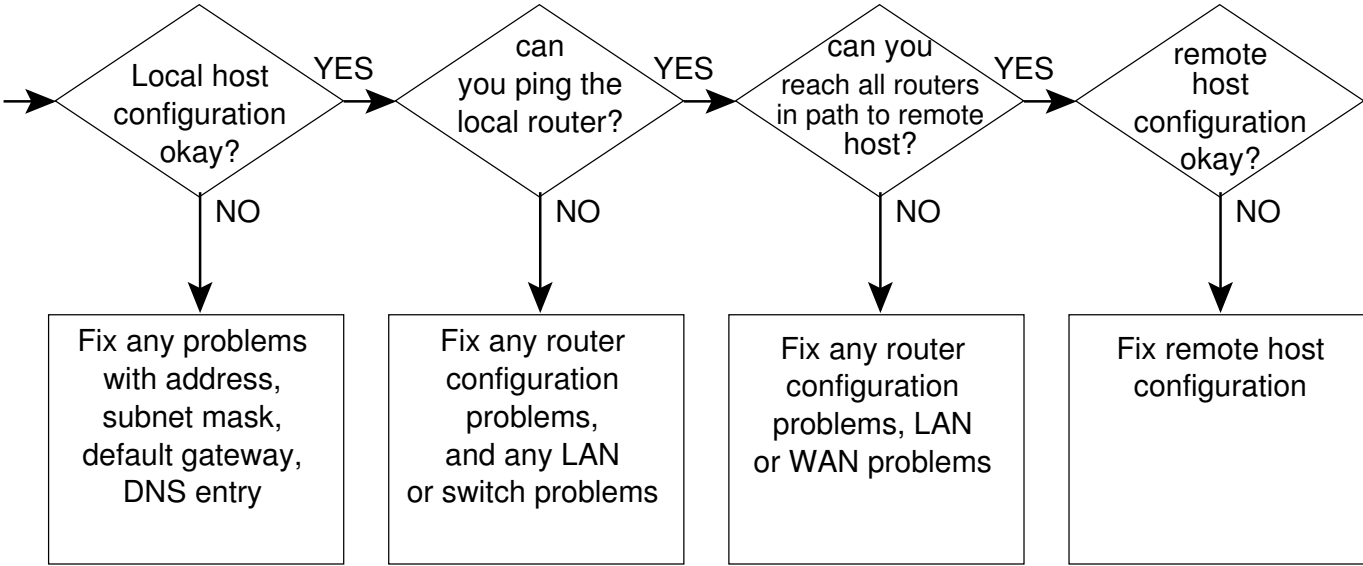 Local host
configuration
okay?
YES
can
you ping the
local router?
YES
can you
reach all routers
in path to remote
host?
YES
remote
host
configuration
okay?
NO
NO
NO
NO
Fix any problems
with address,
subnet mask,
default gateway,
DNS entry
Fix any router
configuration
problems,
and any LAN
or switch problems
Fix any router
configuration
problems, LAN
or WAN problems
Fix remote host
configuration